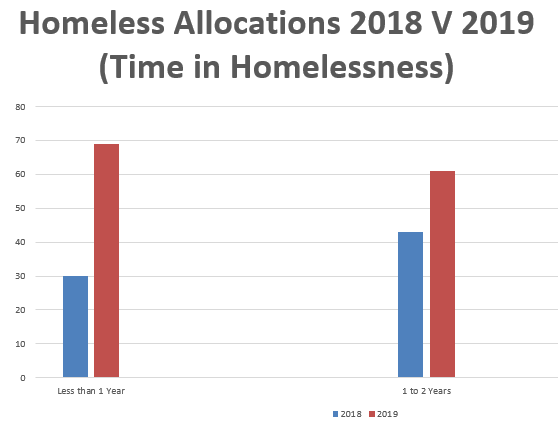 Homeless Allocations 2018 V 2019
(Time in Homelessness)
80
70
60
50
40
30
20
10
0
Less than 1 Year
1 to 2 Years
2018
2019